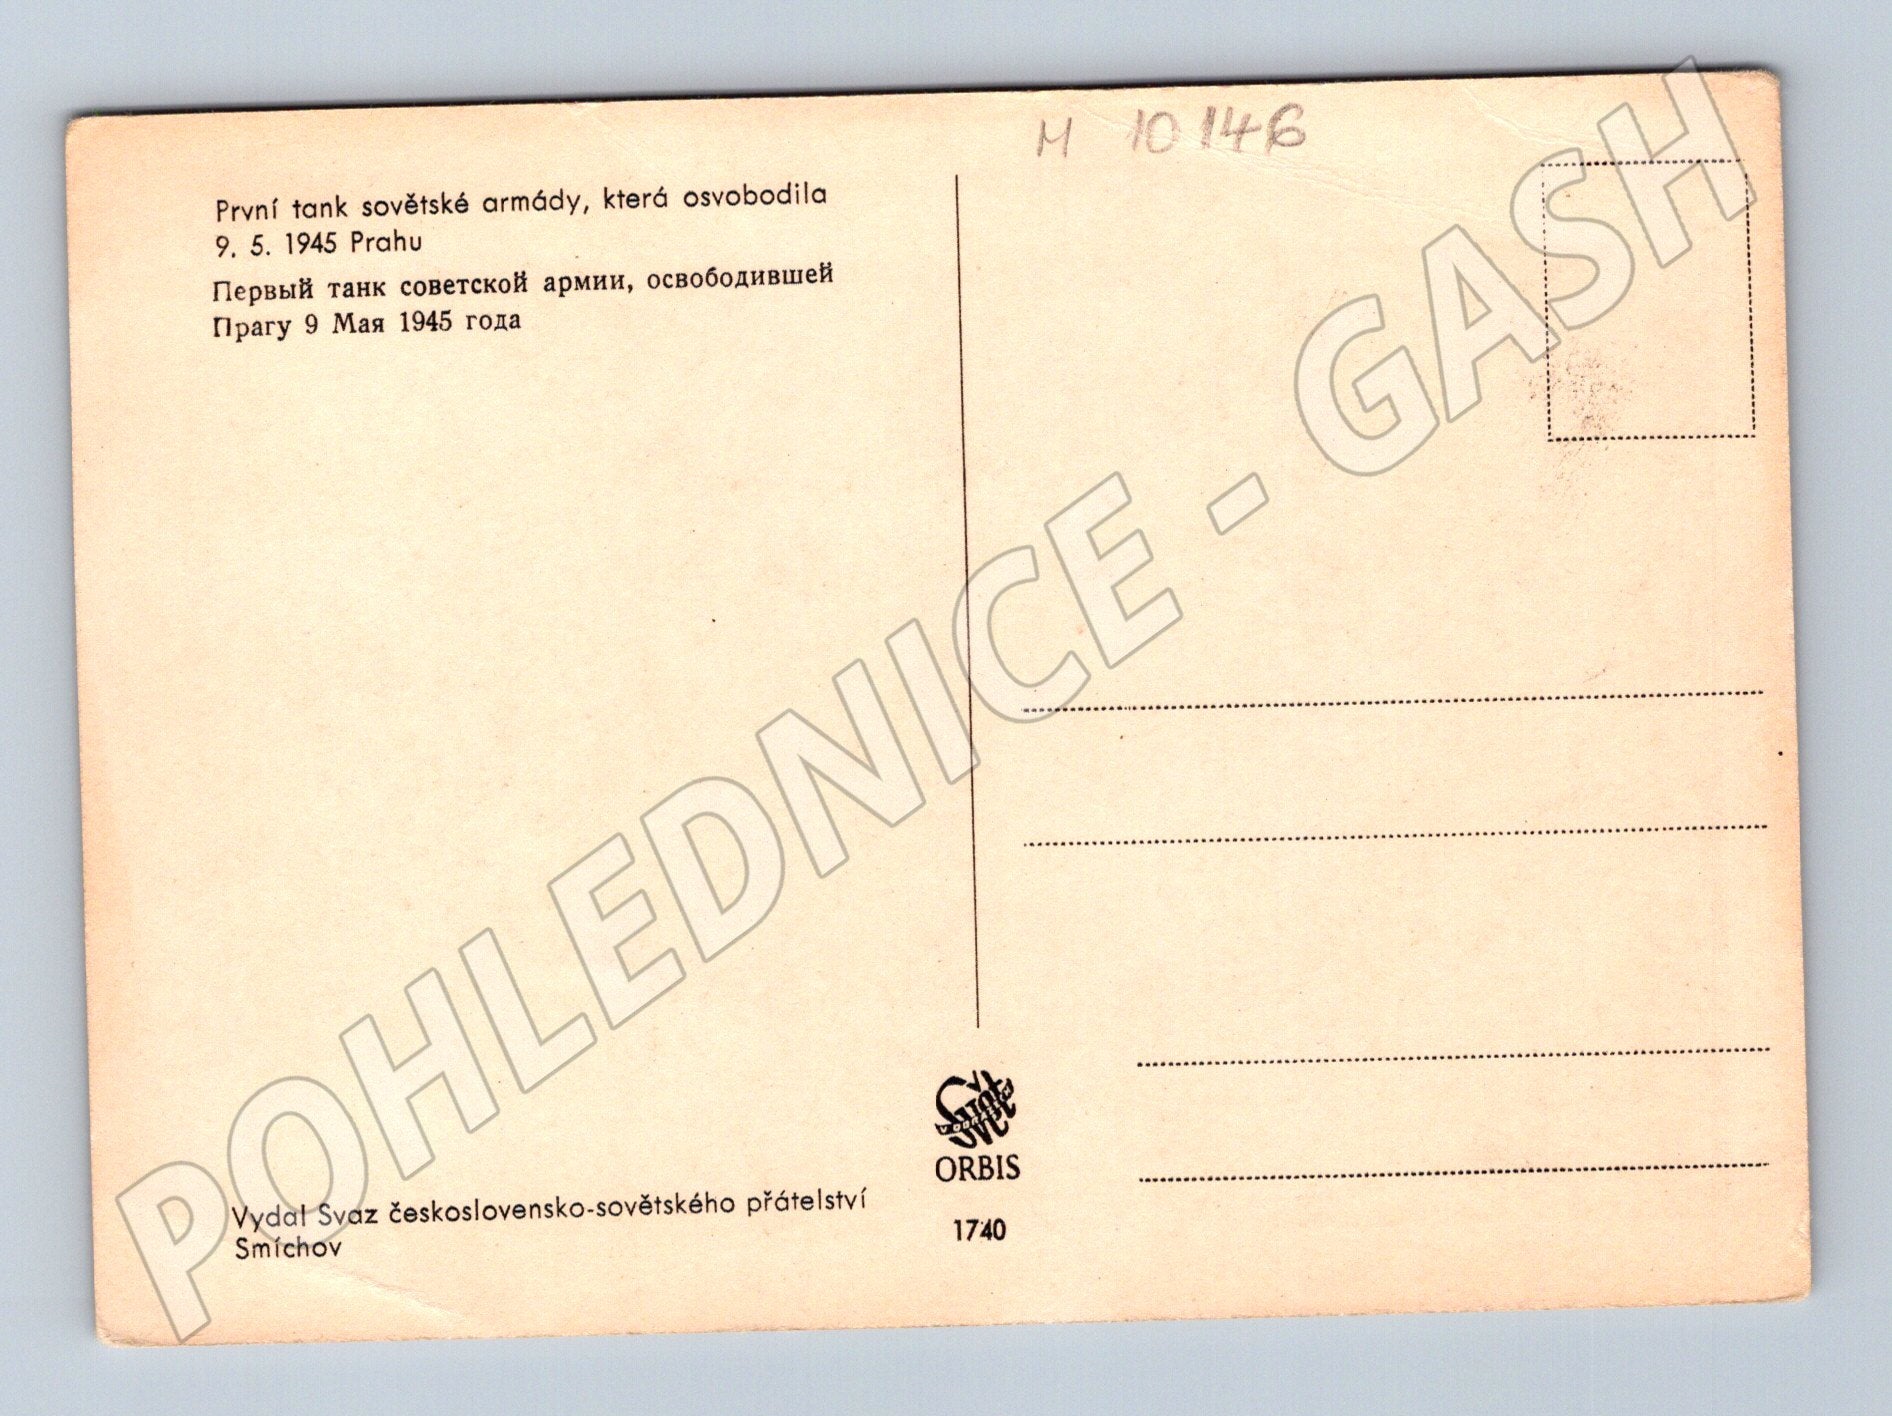 M 10146
První tank sovětské armády, která osvobodila
9. 5. 1945 Prahu
Первый танк советской армии, освободившей
Прагу 9 Мая 1945 года
POHLEDNICE - GASH
Svět
ORBIS
1740
Vydal Svaz československo-sovětského přátelství
Smíchov